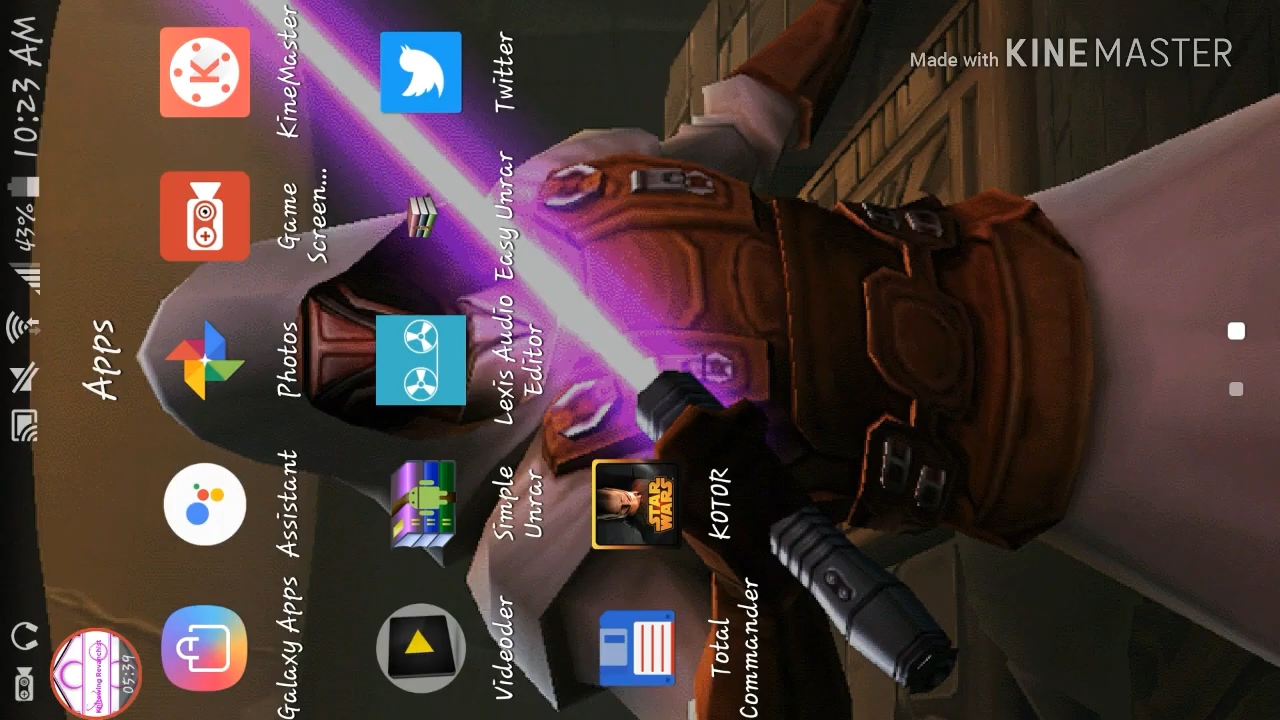 43% 10:23 AM
Made with KINEMASTER
Apps
Galaxy Apps
Assistant
Photos
Game
Screen...
KineMaster
Videoder
Simple
Unrar
Lexis Audio
Editor
Easy Unrar
Twitter
Total
Commander
STAR
WARS
KOTOR
05:39